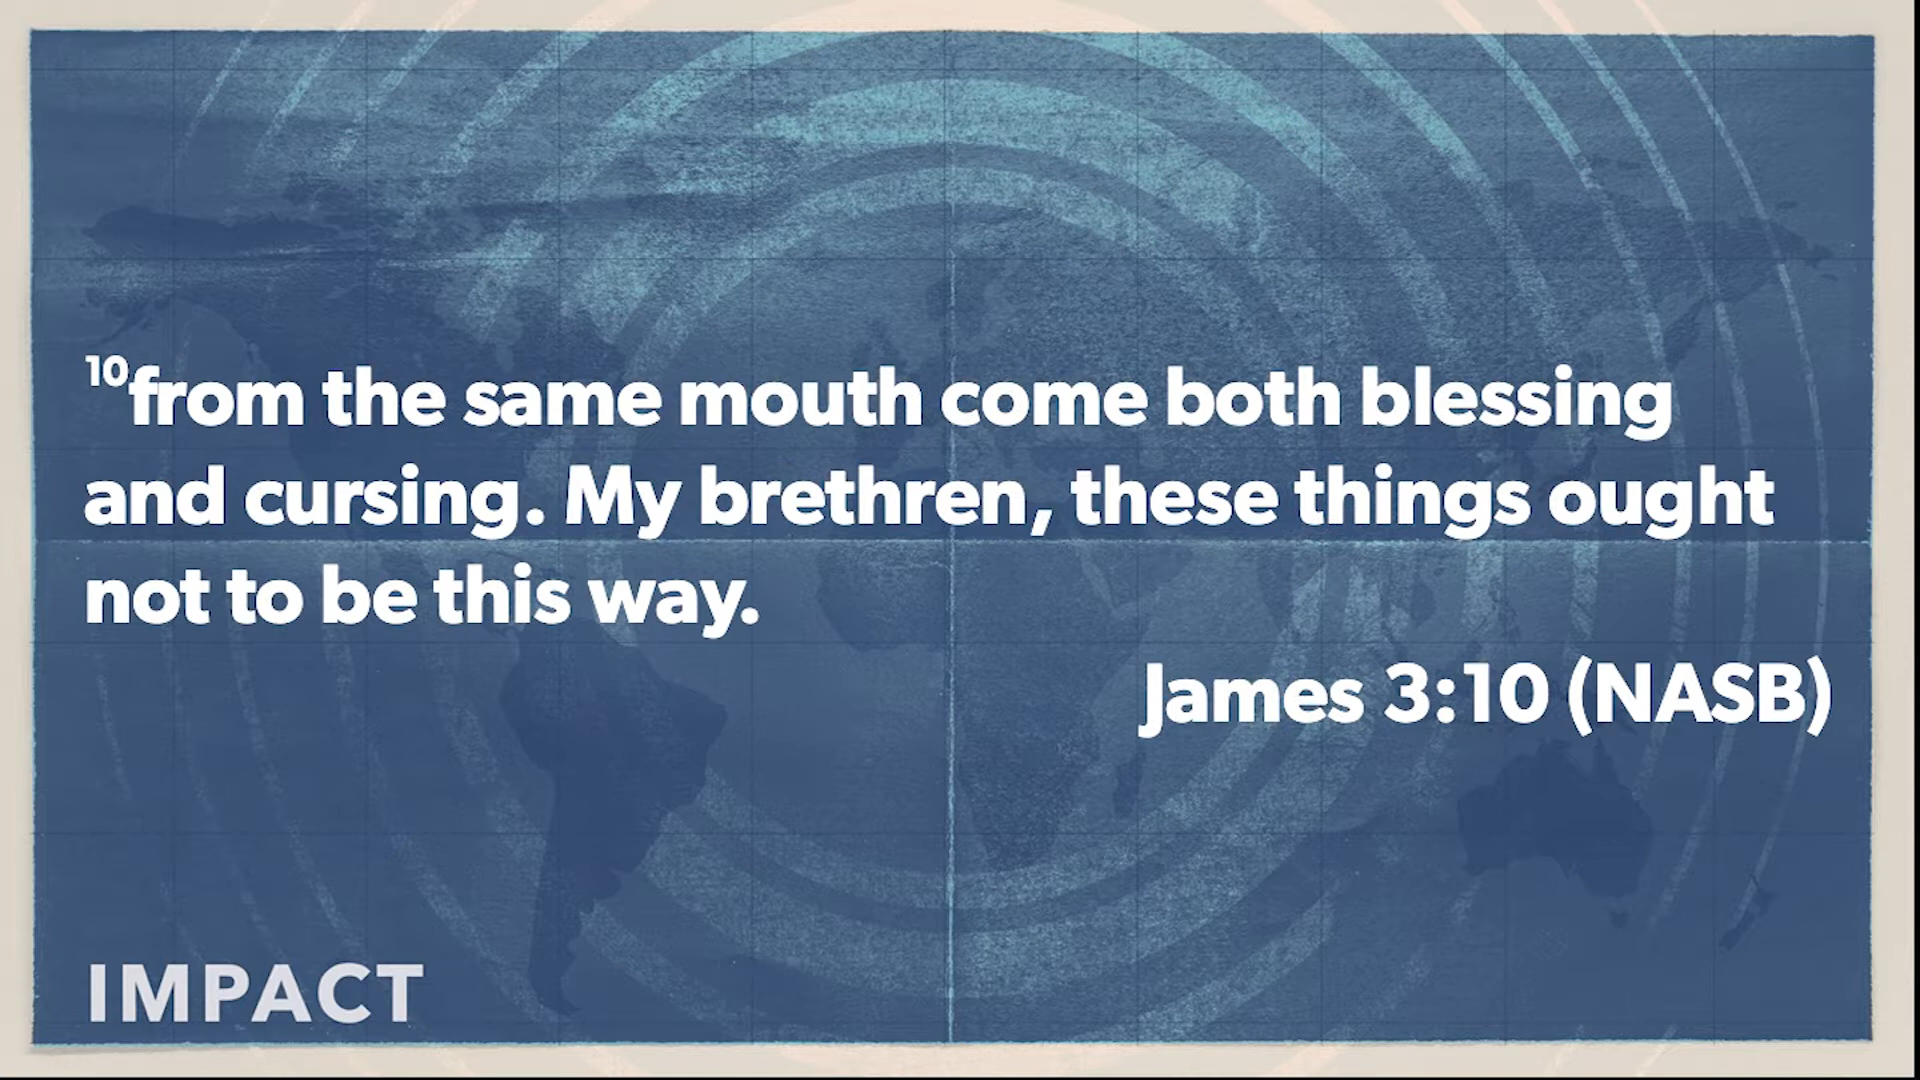 10from the same mouth come both blessing
and cursing. My brethren, these things ought
not to be this way.
James 3:10 (NASB)
IMPACT